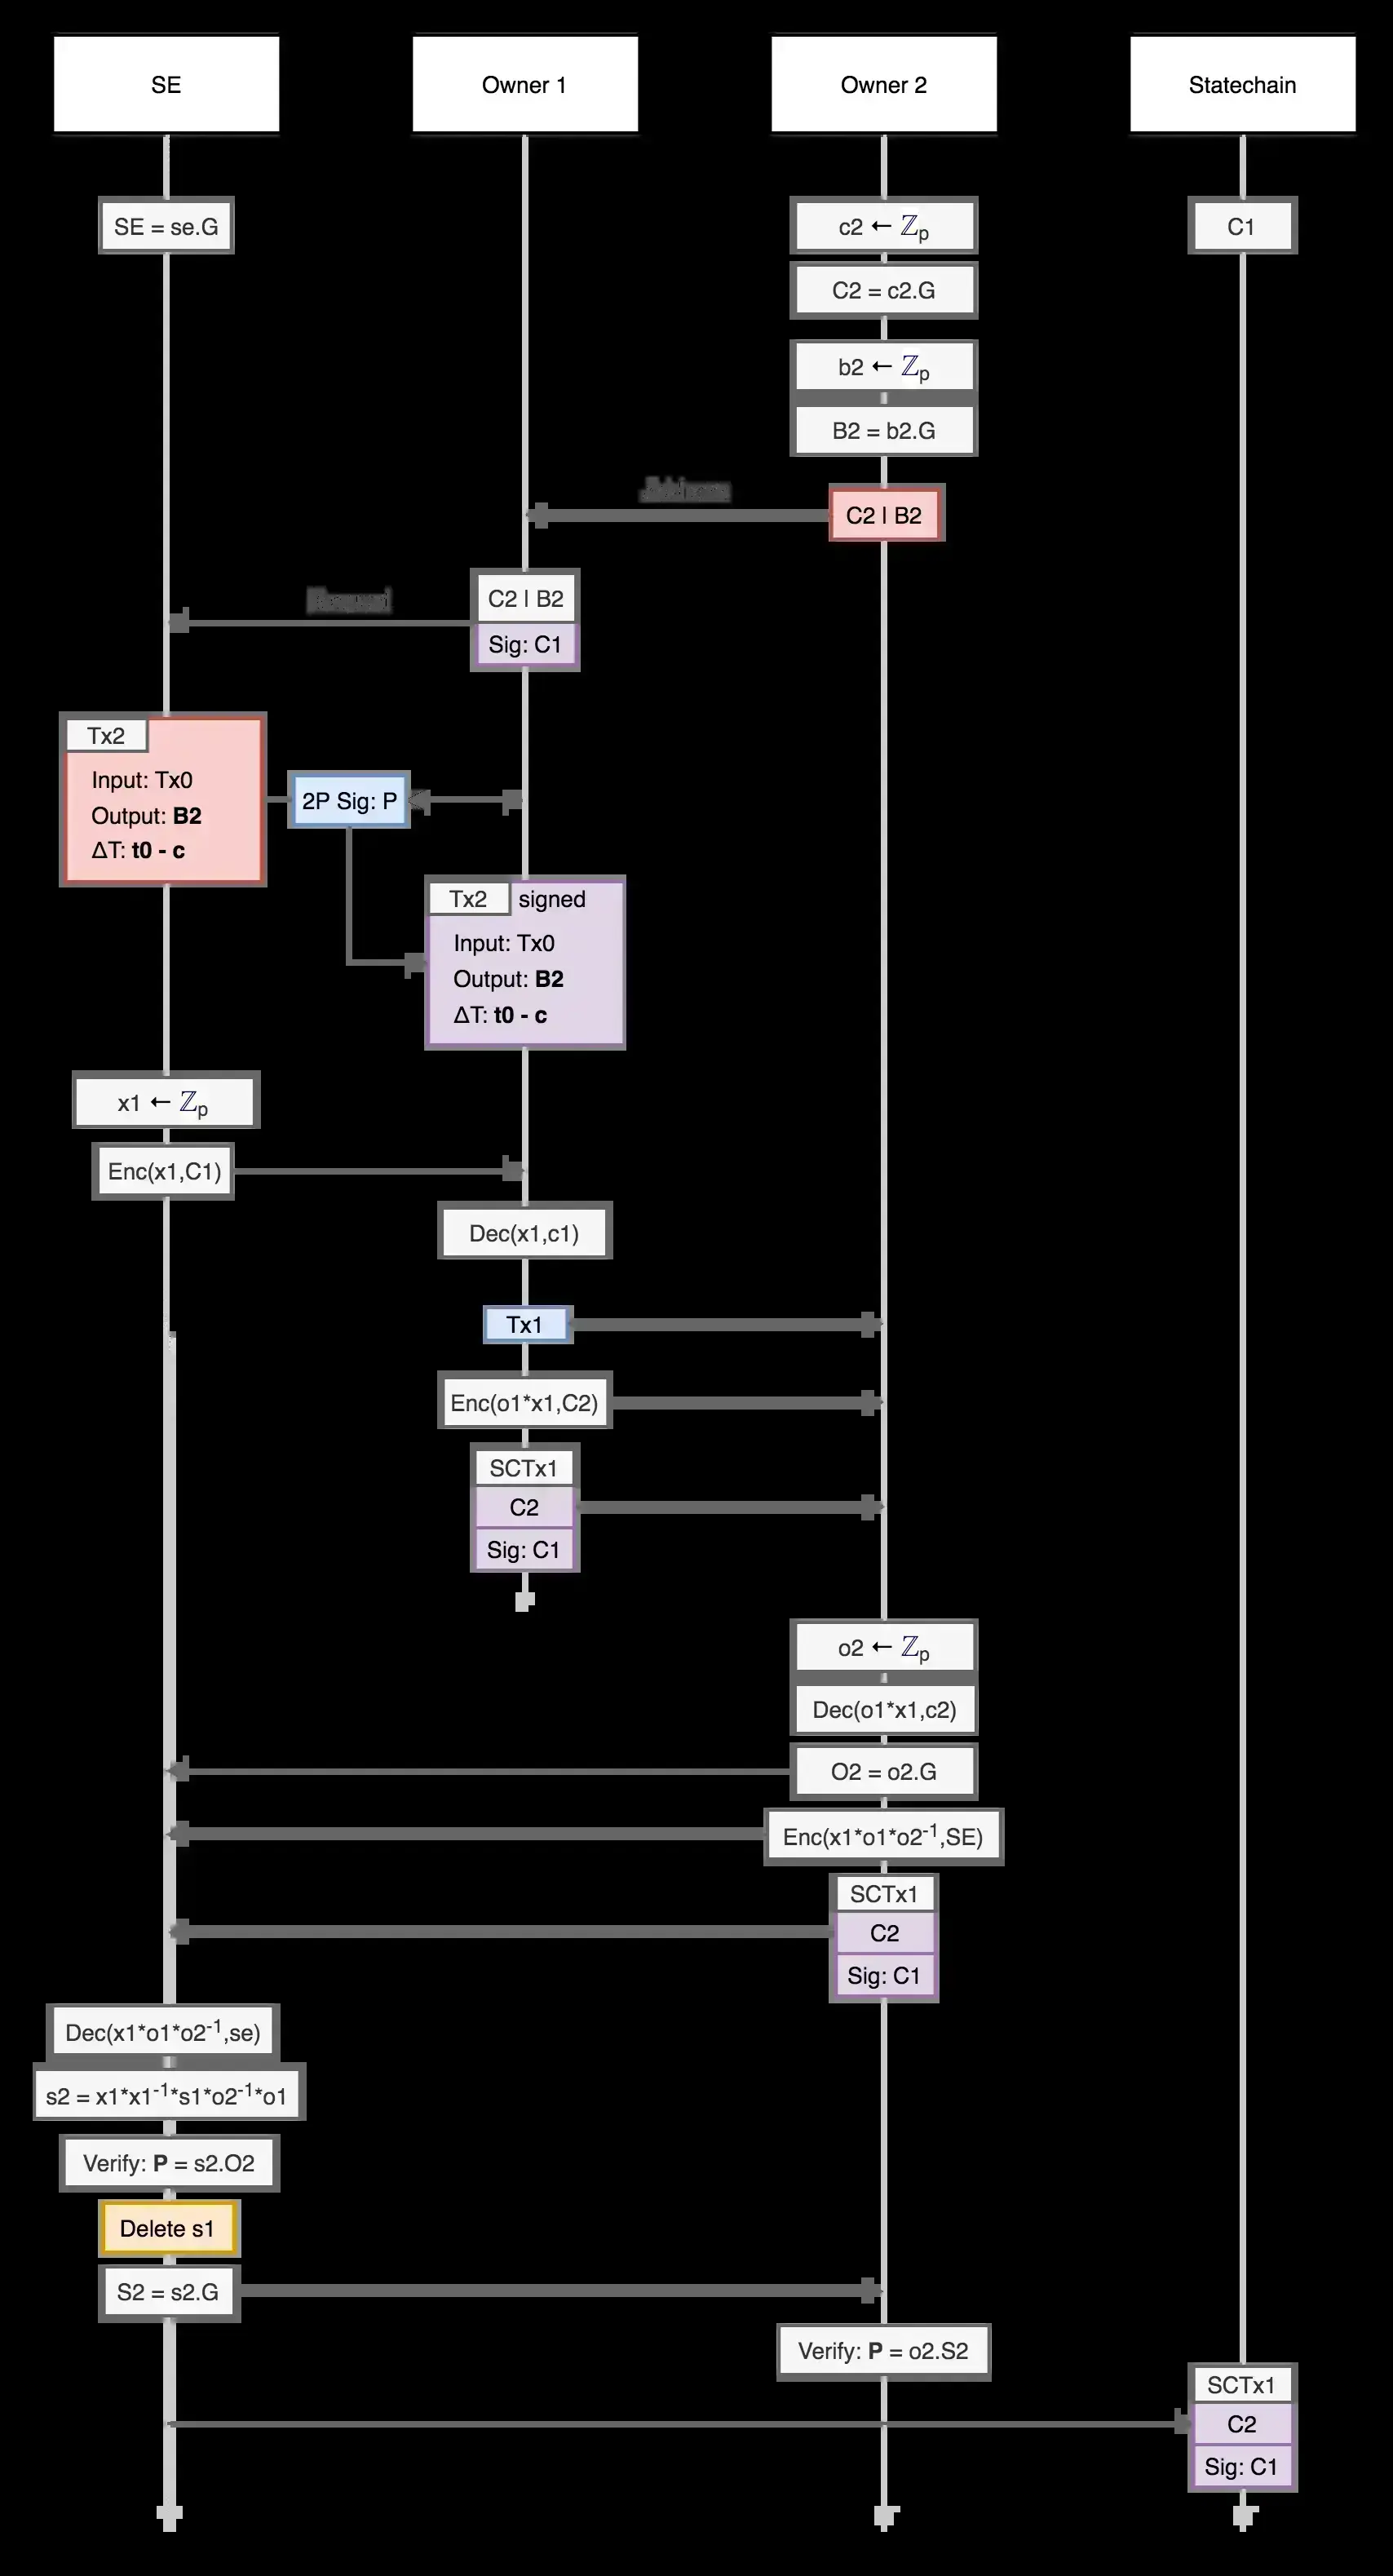 SE
Owner 1
Owner 2
Statechain
SE = se.G
c2 ← ℤp
C1
C2 = c2.G
b2 ← ℤp
B2 = b2.G
C2 | B2
C2 | B2
Sig: C1
Tx2
Input: Tx0
Output: B2
ΔT: t0 - c
2P Sig: P
Tx2 signed
Input: Tx0
Output: B2
ΔT: t0 - c
x1 ← ℤp
Enc(x1,C1)
Dec(x1,c1)
Tx1
Enc(o1*x1,C2)
SCTx1
C2
Sig: C1
o2 ← ℤp
Dec(o1*x1,c2)
O2 = o2.G
Enc(x1*o1*o2⁻¹,SE)
SCTx1
C2
Sig: C1
Dec(x1*o1*o2⁻¹,se)
s2 = x1*x1⁻¹*s1*o2⁻¹*o1
Verify: P = s2.O2
Delete s1
S2 = s2.G
Verify: P = o2.S2
SCTx1
C2
Sig: C1